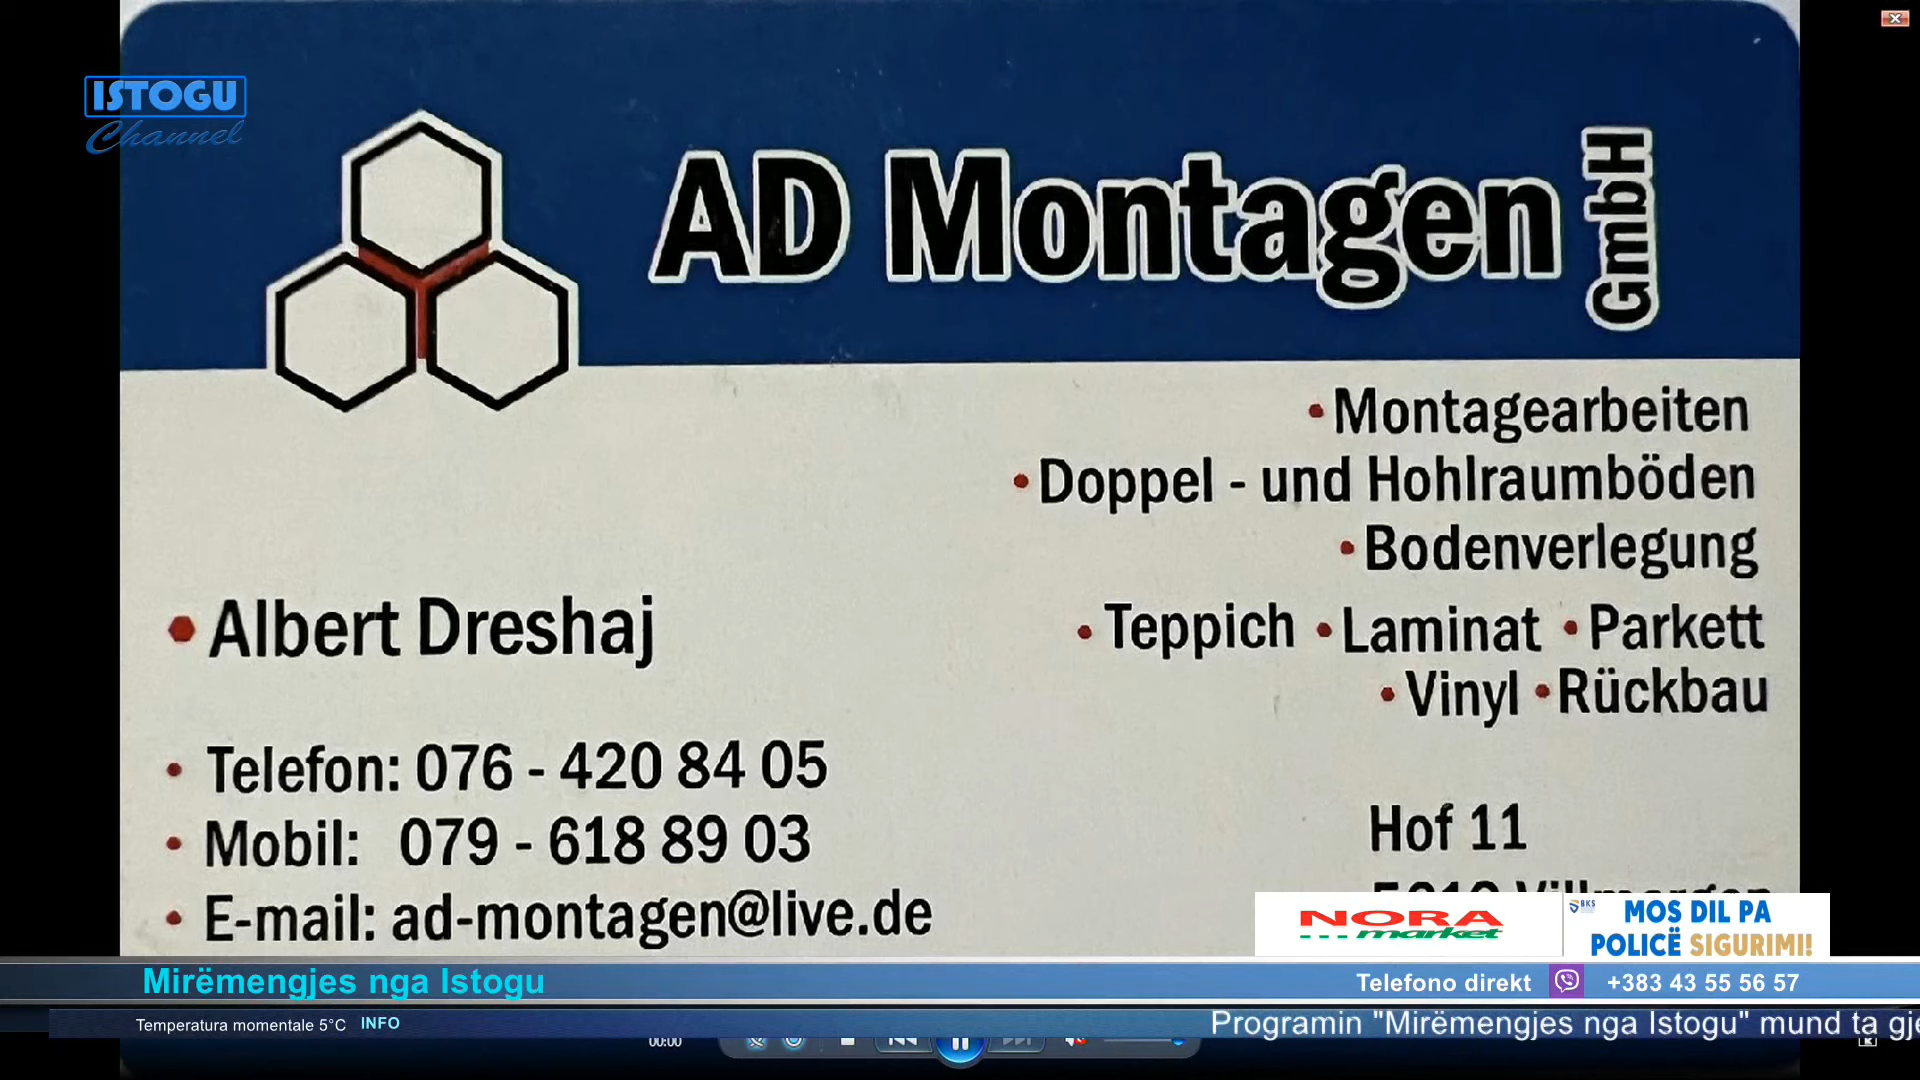 ISTOGU
Channel
AD Montagen GmbH
• Montagearbeiten
• Doppel - und Hohlraumböden
• Bodenverlegung
• Teppich • Laminat • Parkett
• Vinyl • Rückbau
• Albert Dreshaj
• Telefon: 076 - 420 84 05
• Mobil: 079 - 618 89 03
• E-mail: ad-montagen@live.de
Hof 11
NORA
market
BKS
MOS DIL PA
POLICË SIGURIMI!
Mirëmengjes nga Istogu
Telefono direkt +383 43 55 56 57
Temperatura momentale 5°C INFO
Programin "Mirëmengjes nga Istogu" mund ta gje
00:00